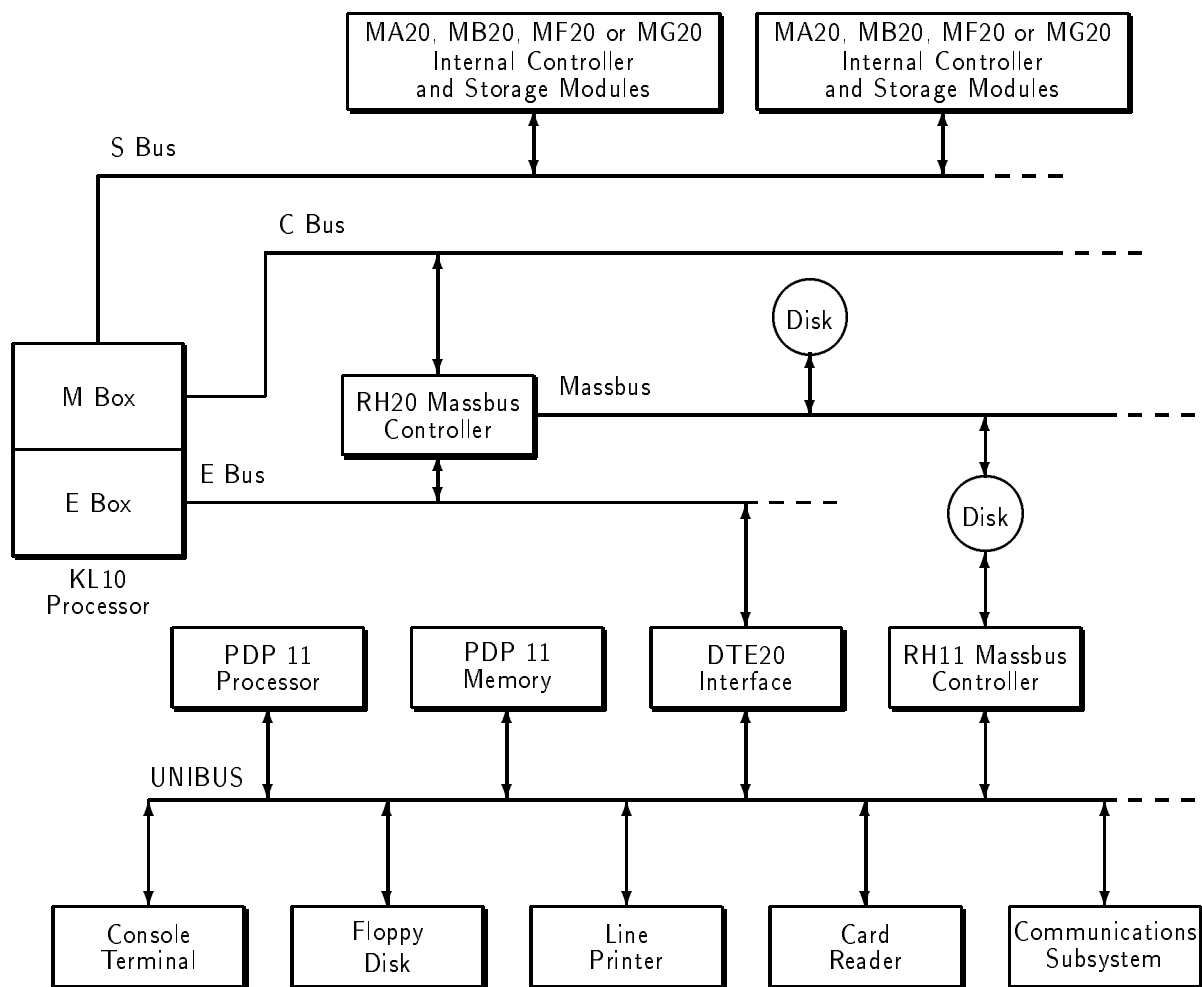 MA20, MB20, MF20 or MG20
Internal Controller
and Storage Modules
MA20, MB20, MF20 or MG20
Internal Controller
and Storage Modules
S Bus
C Bus
Disk
M Box
RH20 Massbus
Controller
Massbus
E Bus
E Box
Disk
KL10
Processor
PDP 11
Processor
PDP 11
Memory
DTE20
Interface
RH11 Massbus
Controller
UNIBUS
Console
Terminal
Floppy
Disk
Line
Printer
Card
Reader
Communications
Subsystem